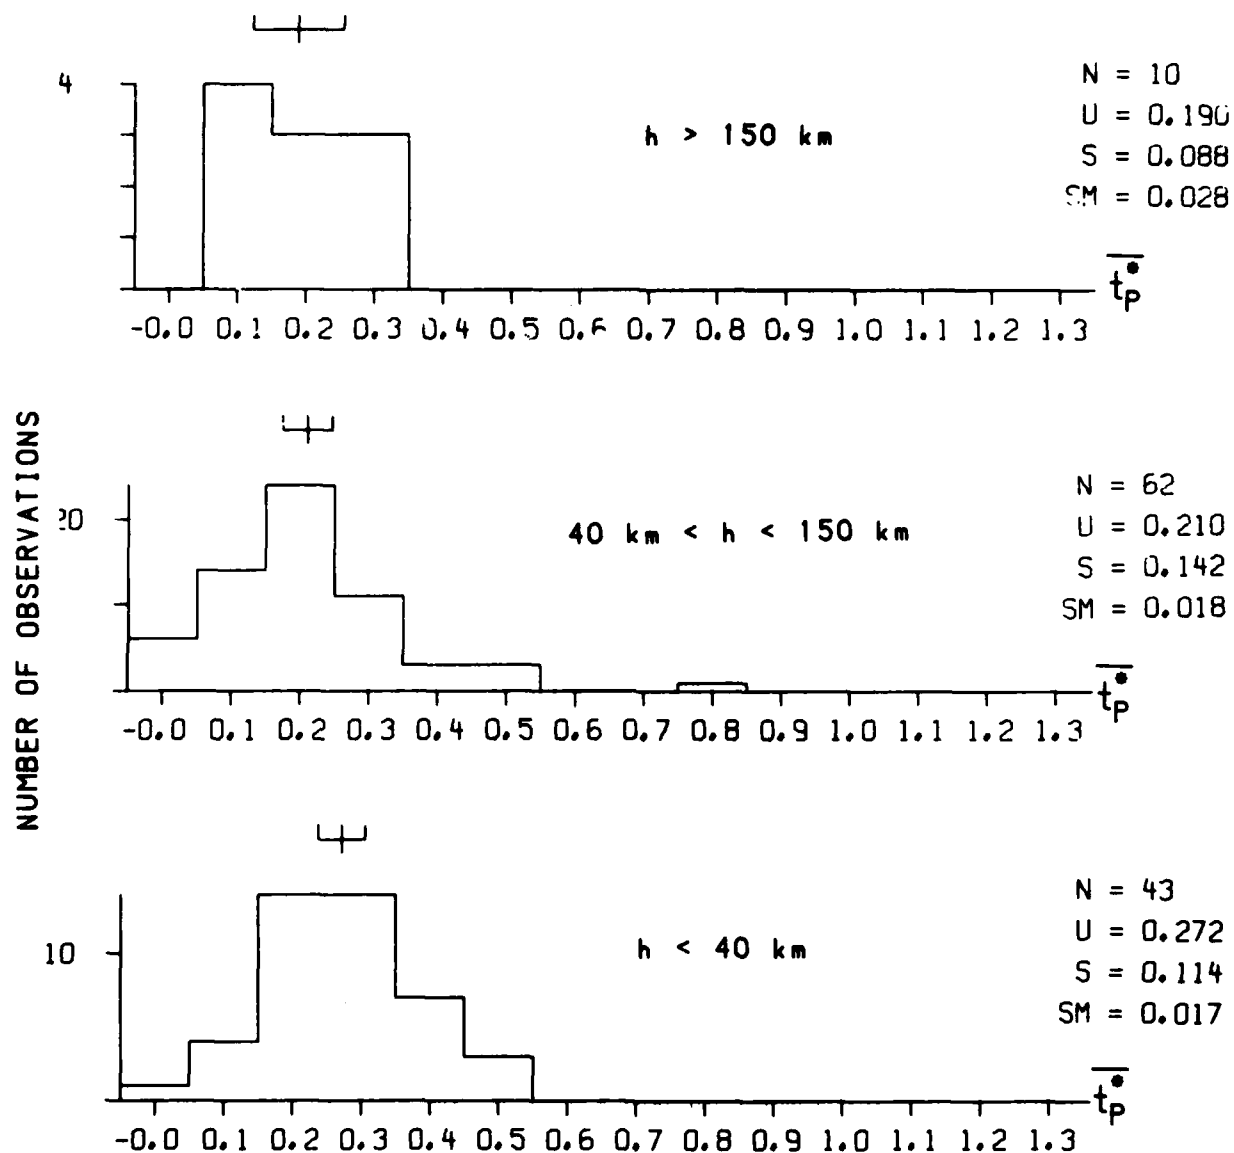 NUMBER OF OBSERVATIONS
4
h > 150 km
N = 10
U = 0.190
S = 0.088
SM = 0.028
t*P
-0.0 0.1 0.2 0.3 0.4 0.5 0.6 0.7 0.8 0.9 1.0 1.1 1.2 1.3
20
40 km < h < 150 km
N = 62
U = 0.210
S = 0.142
SM = 0.018
t*P
-0.0 0.1 0.2 0.3 0.4 0.5 0.6 0.7 0.8 0.9 1.0 1.1 1.2 1.3
10
h < 40 km
N = 43
U = 0.272
S = 0.114
SM = 0.017
t*P
-0.0 0.1 0.2 0.3 0.4 0.5 0.6 0.7 0.8 0.9 1.0 1.1 1.2 1.3